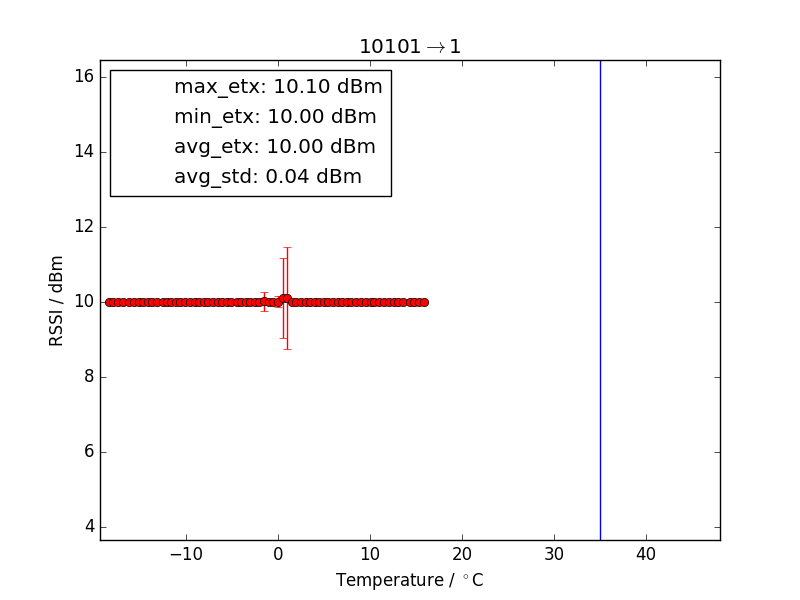 10101→1
max_etx: 10.10 dBm
min_etx: 10.00 dBm
avg_etx: 10.00 dBm
avg_std: 0.04 dBm
16
14
12
10
8
6
4
RSSI / dBm
−10 0 10 20 30 40
Temperature / °C